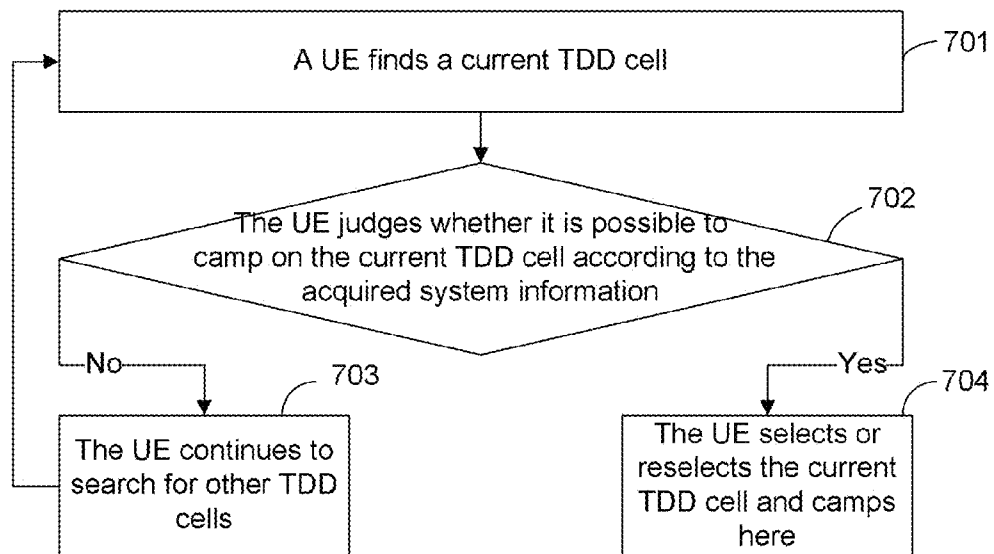 A UE finds a current TDD cell
701
The UE judges whether it is possible to
camp on the current TDD cell according to the
acquired system information
702
No
Yes
703
The UE continues to
search for other TDD
cells
704
The UE selects or
reselects the current
TDD cell and camps
here